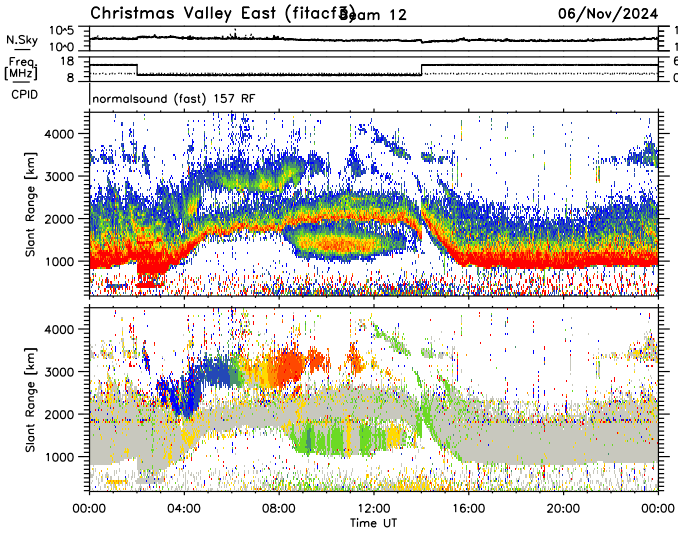 Christmas Valley East (fitacf3) Beam 12 06/Nov/2024
N.Sky 10^5 10^0 1 1
Freq. [MHz] 18 8 6 0
CPID normalsound (fast) 157 RF
Slant Range [km] 4000 3000 2000 1000
Slant Range [km] 4000 3000 2000 1000
00:00 04:00 08:00 12:00 16:00 20:00 00:00
Time UT